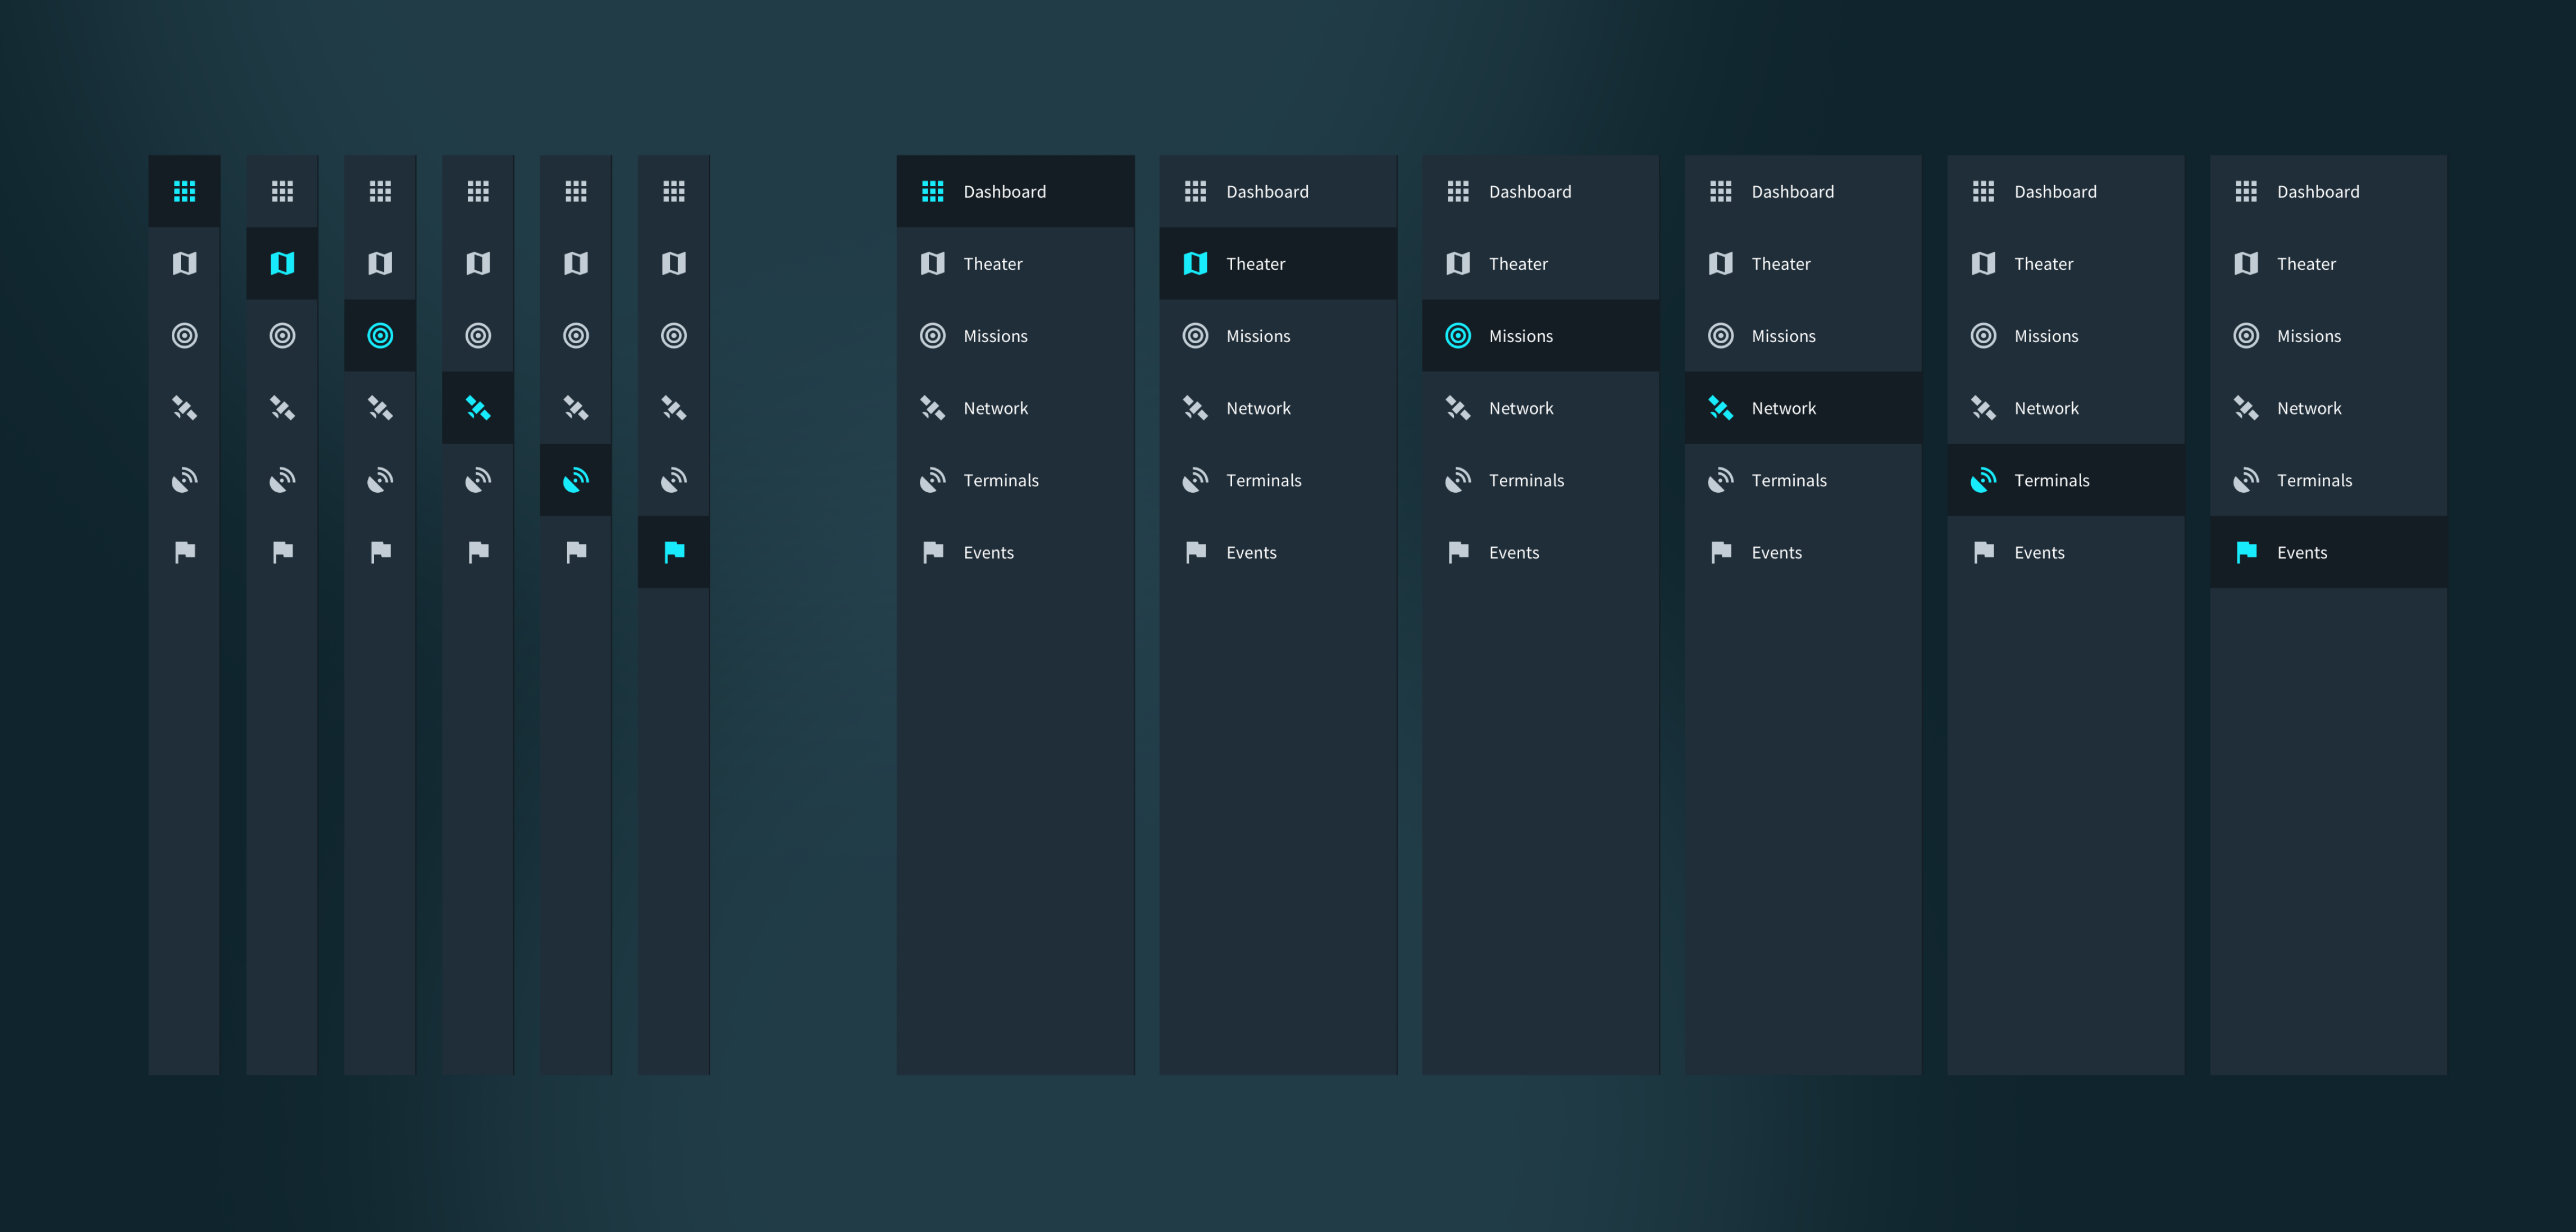 Dashboard
Theater
Missions
Network
Terminals
Events
Dashboard
Theater
Missions
Network
Terminals
Events
Dashboard
Theater
Missions
Network
Terminals
Events
Dashboard
Theater
Missions
Network
Terminals
Events
Dashboard
Theater
Missions
Network
Terminals
Events
Dashboard
Theater
Missions
Network
Terminals
Events